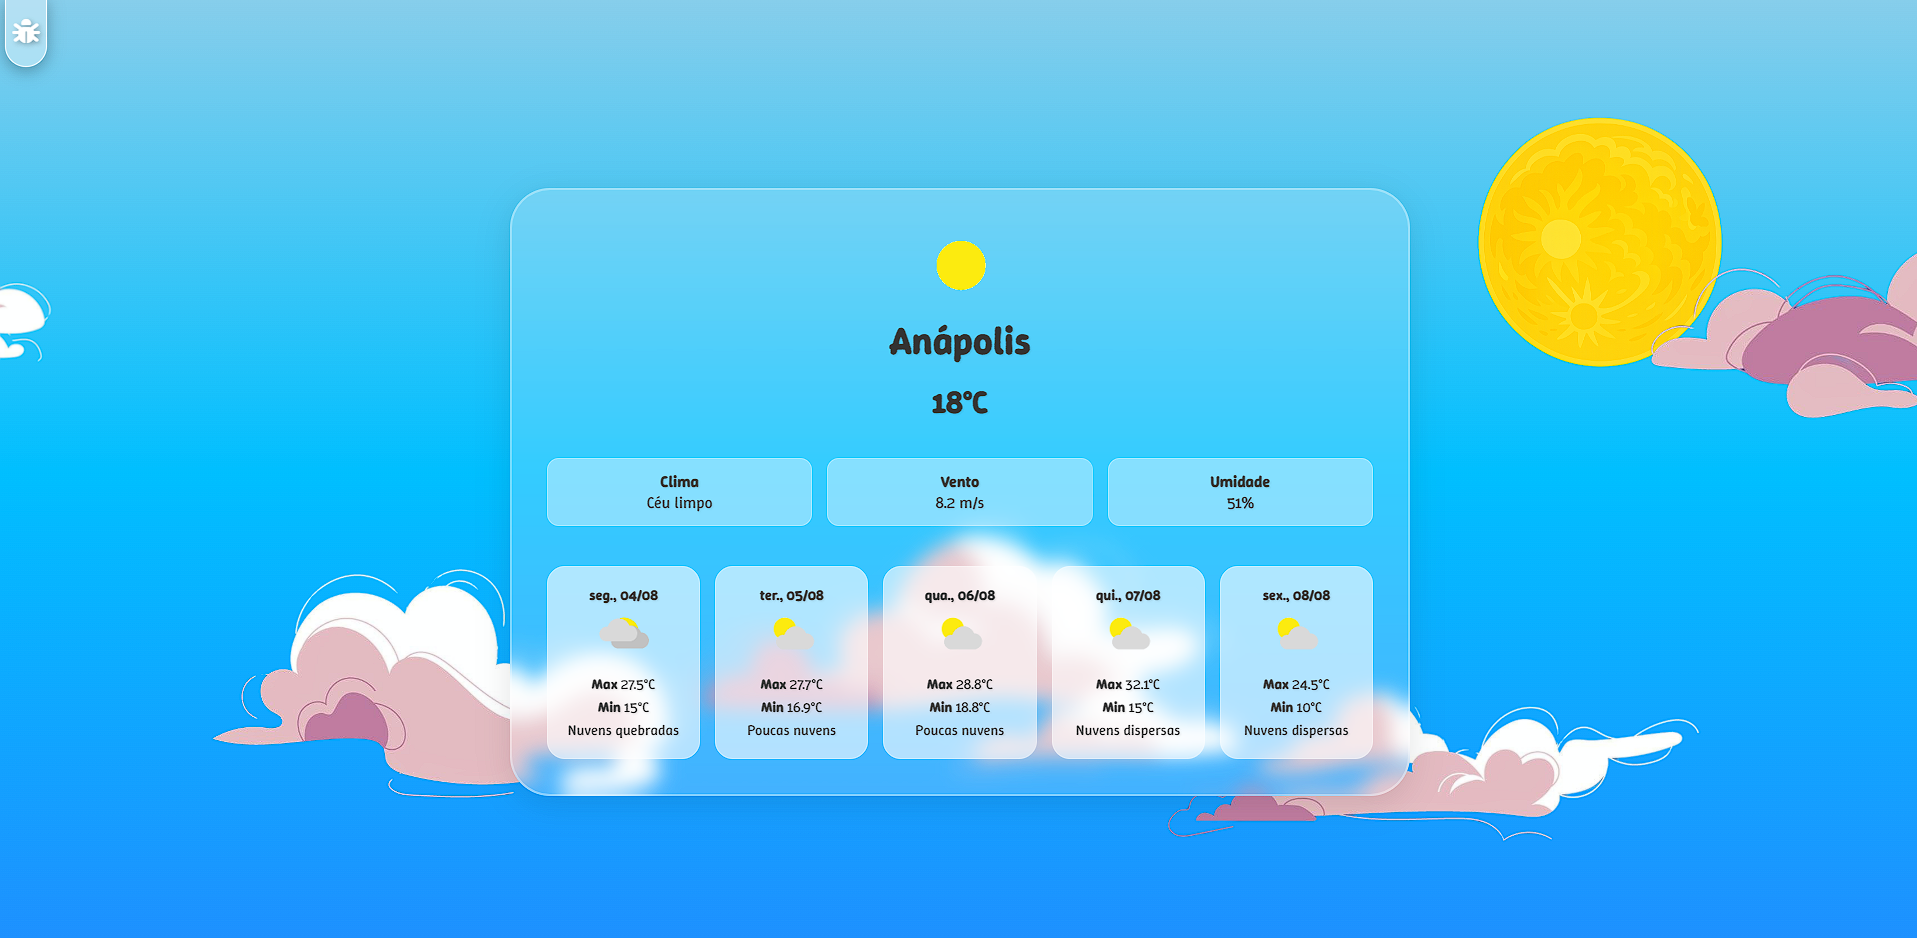 Anápolis
18°C
Clima
Céu limpo
Vento
8.2 m/s
Umidade
51%
seg., 04/08
Max 27.5°C
Min 15°C
Nuvens quebradas
ter., 05/08
Max 27.7°C
Min 16.9°C
Poucas nuvens
qua., 06/08
Max 28.8°C
Min 18.8°C
Poucas nuvens
qui., 07/08
Max 32.1°C
Min 15°C
Nuvens dispersas
sex., 08/08
Max 24.5°C
Min 10°C
Nuvens dispersas